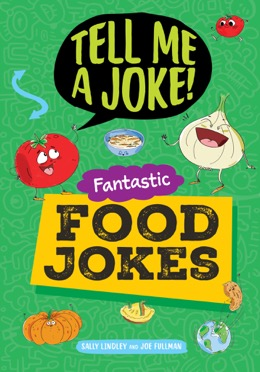 TELL ME
A JOKE!
Fantastic
FOOD
JOKES
SALLY LINDLEY AND JOE FULLMAN